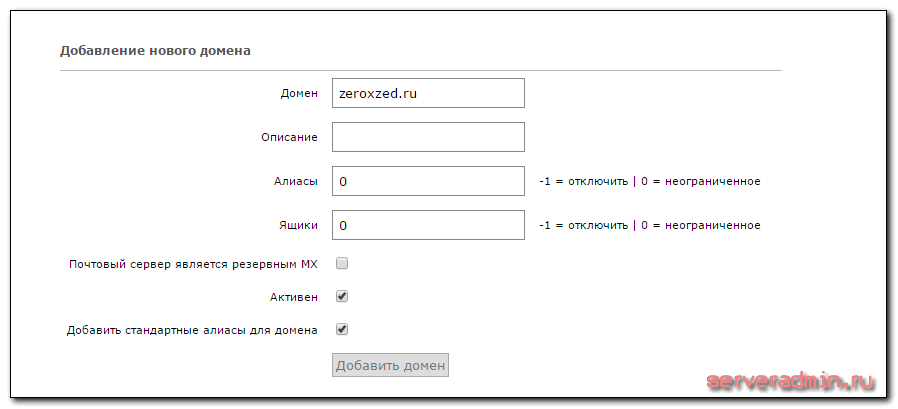 Добавление нового домена
Домен zeroxzed.ru
Описание
Алиасы 0 -1 = отключить | 0 = неограниченное
Ящики 0 -1 = отключить | 0 = неограниченное
Почтовый сервер является резервным MX
Активен
Добавить стандартные алиасы для домена
Добавить домен
serveradmin.ru